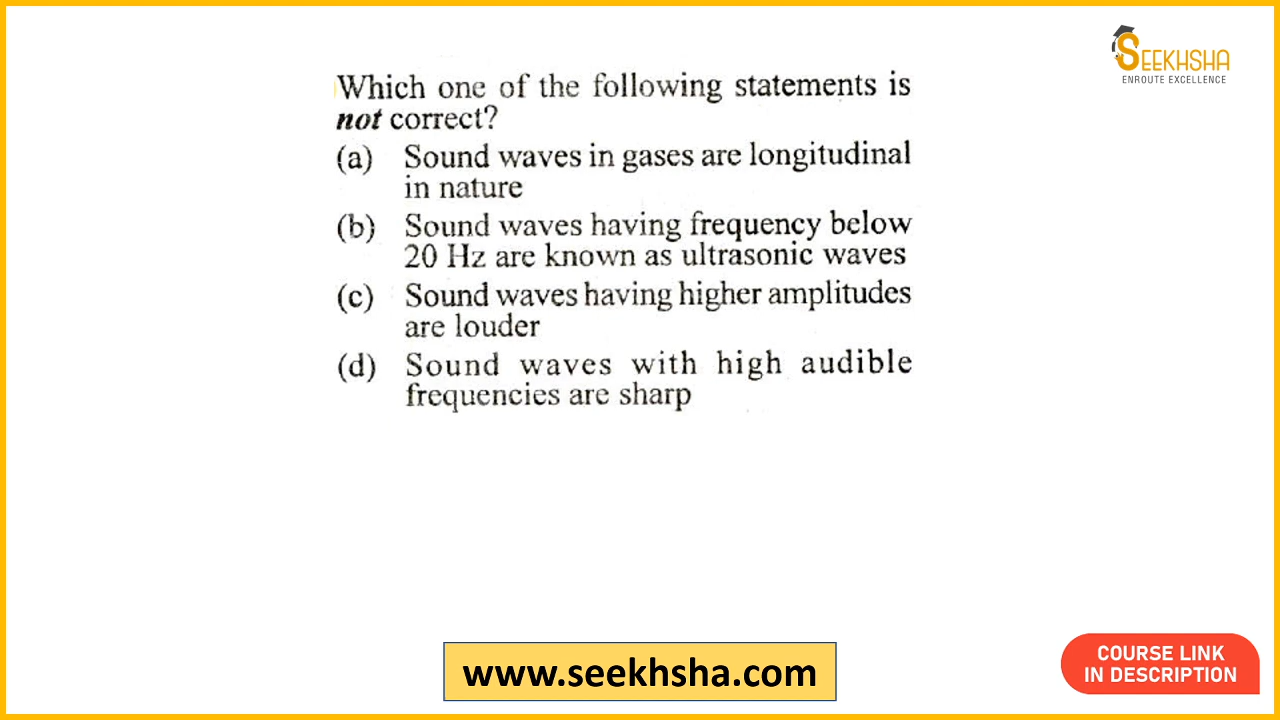 SEEKHSHA
ENROUTE EXCELLENCE
Which one of the following statements is
not correct?
(a) Sound waves in gases are longitudinal
in nature
(b) Sound waves having frequency below
20 Hz are known as ultrasonic waves
(c) Sound waves having higher amplitudes
are louder
(d) Sound waves with high audible
frequencies are sharp
www.seekhsha.com
COURSE LINK
IN DESCRIPTION